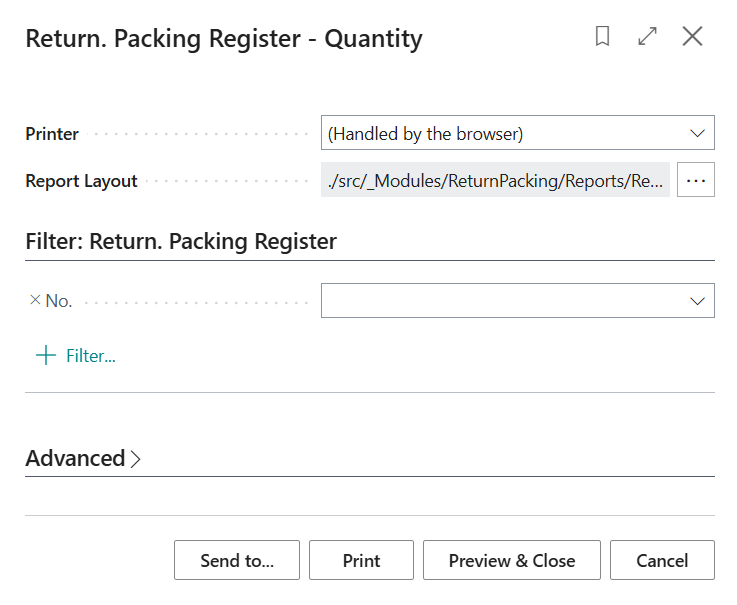 Return. Packing Register - Quantity
Printer (Handled by the browser)
Report Layout ./src/_Modules/ReturnPacking/Reports/Re... ...
Filter: Return. Packing Register
× No.
+ Filter...
Advanced >
Send to... Print Preview & Close Cancel